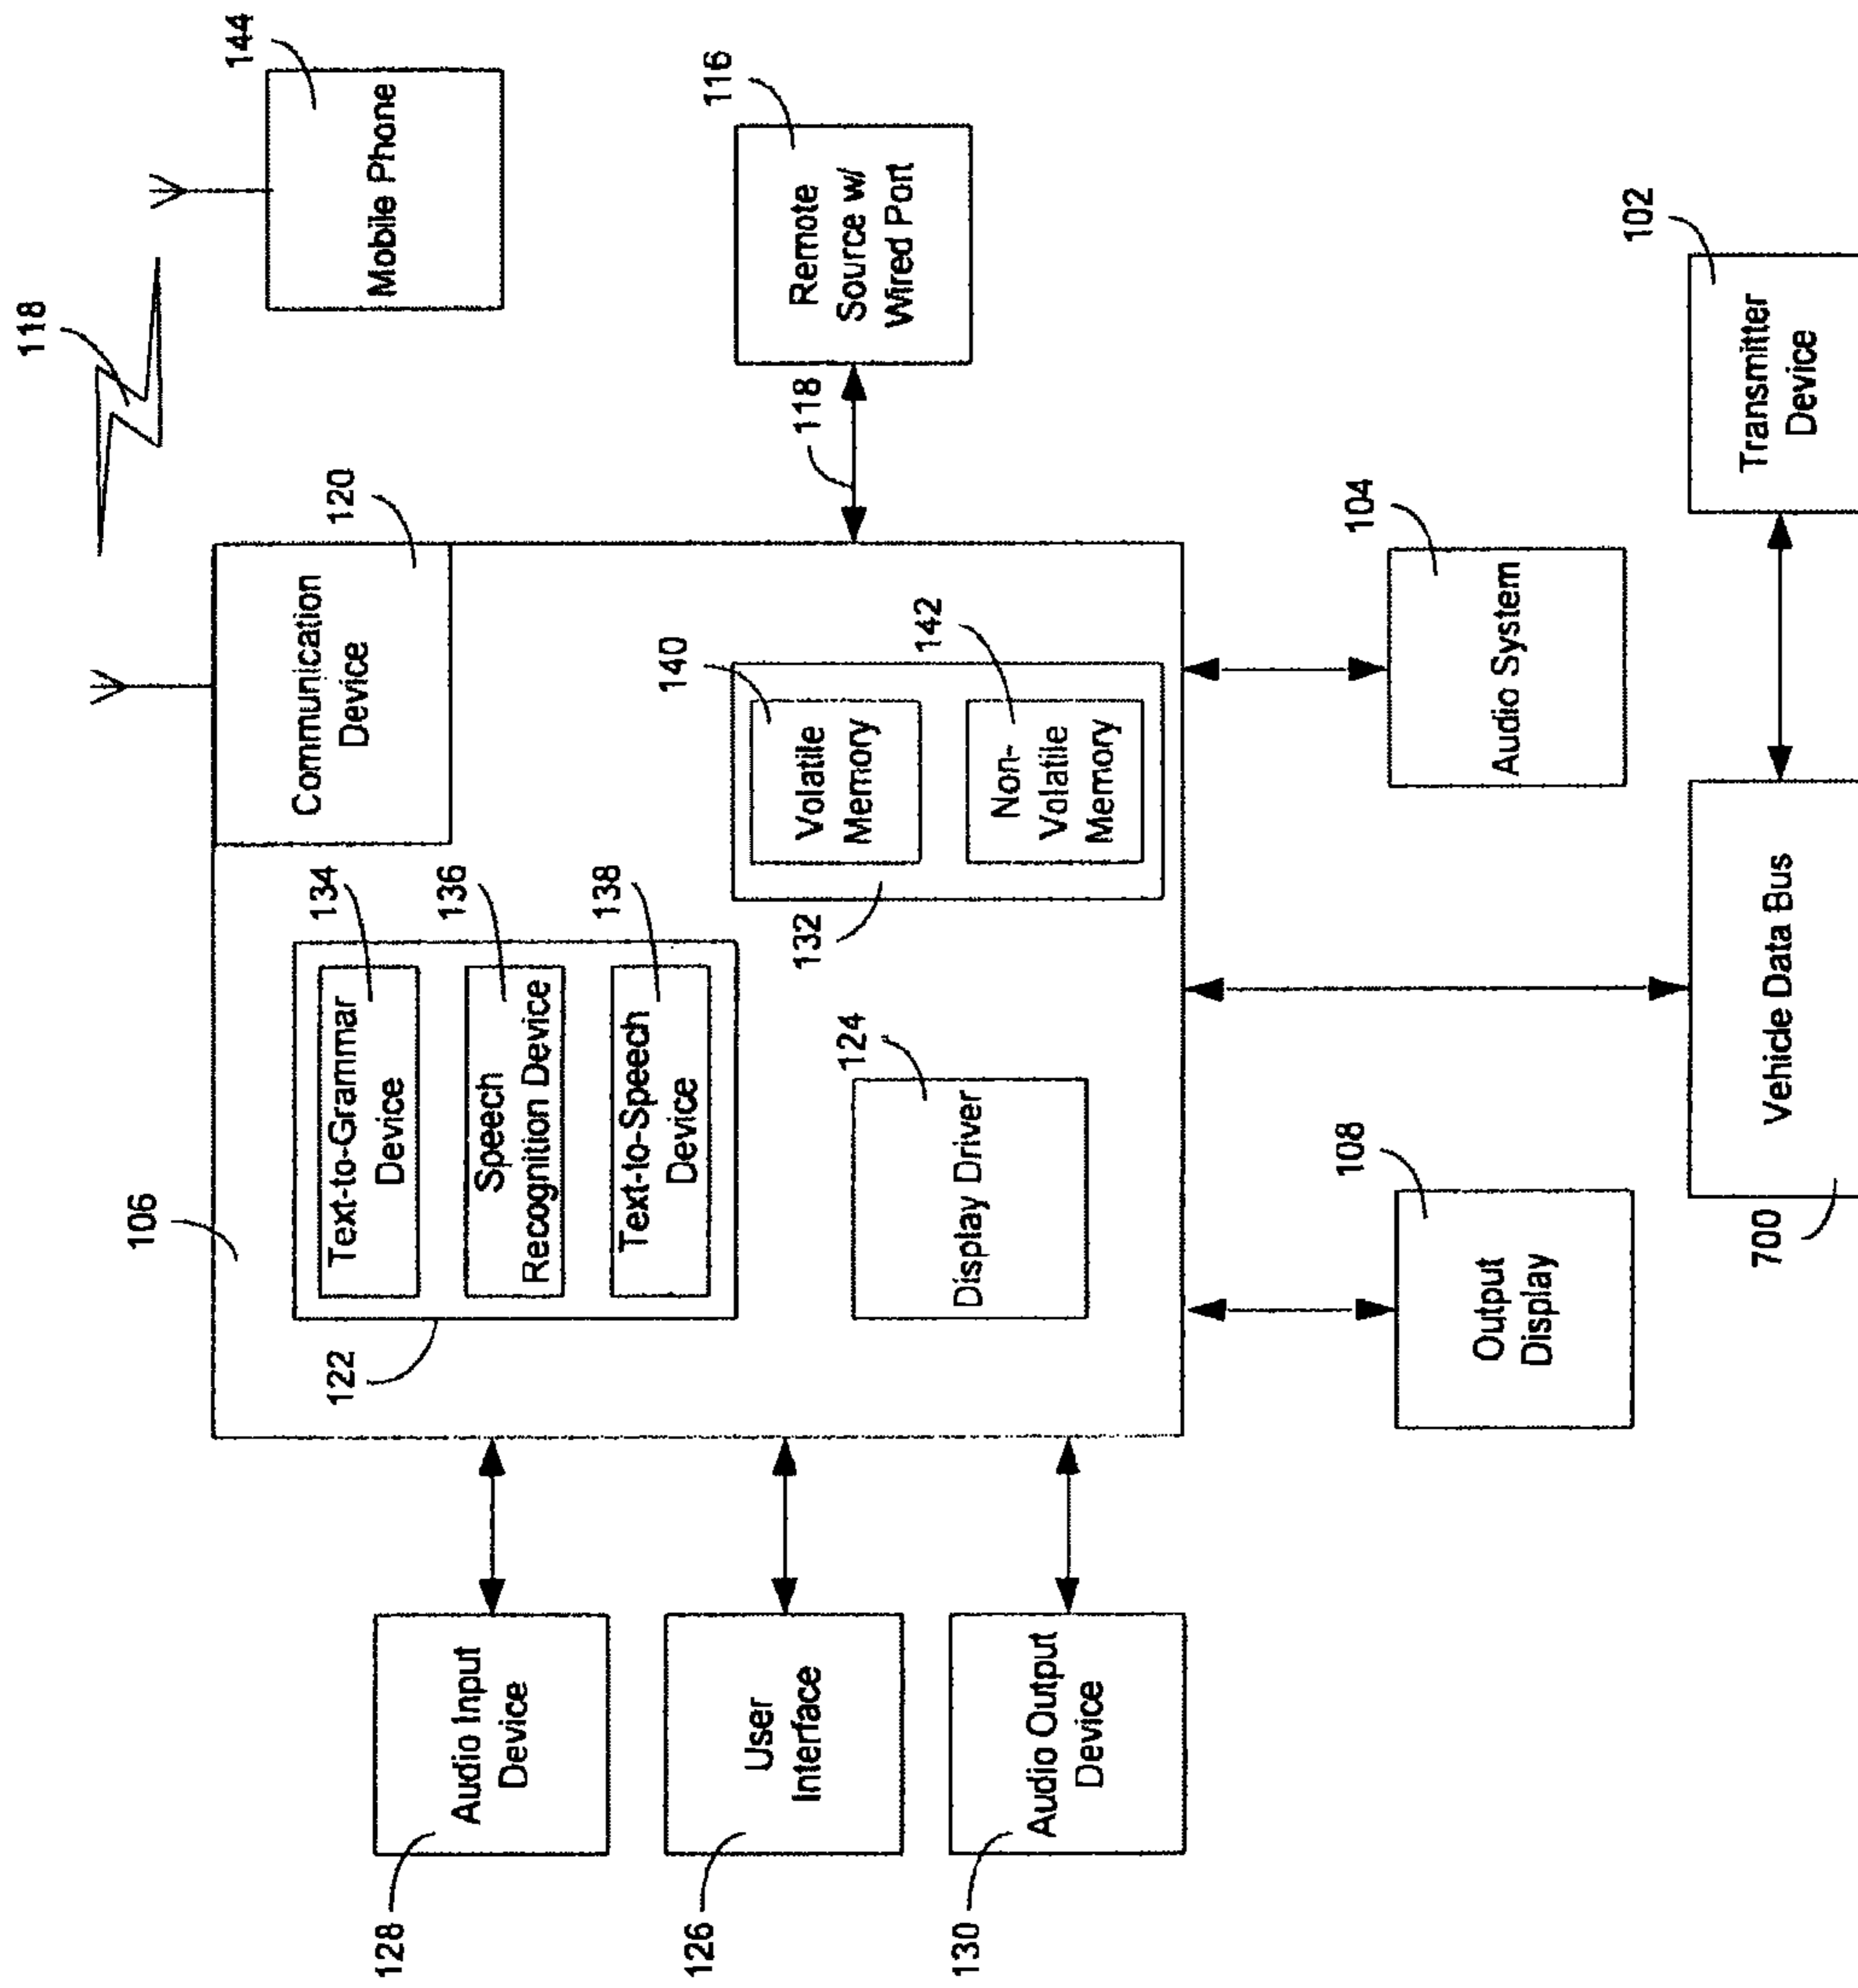 118
144
Mobile Phone
116
Remote
Source w/
Wired Port
118
106
Communication
Device
120
134
Text-to-Grammar
Device
136
Speech
Recognition Device
138
Text-to-Speech
Device
122
140
Volatile
Memory
142
Non-
Volatile
Memory
132
124
Display Driver
128
Audio Input
Device
126
User
Interface
130
Audio Output
Device
108
Output
Display
104
Audio System
700
Vehicle Data Bus
102
Transmitter
Device